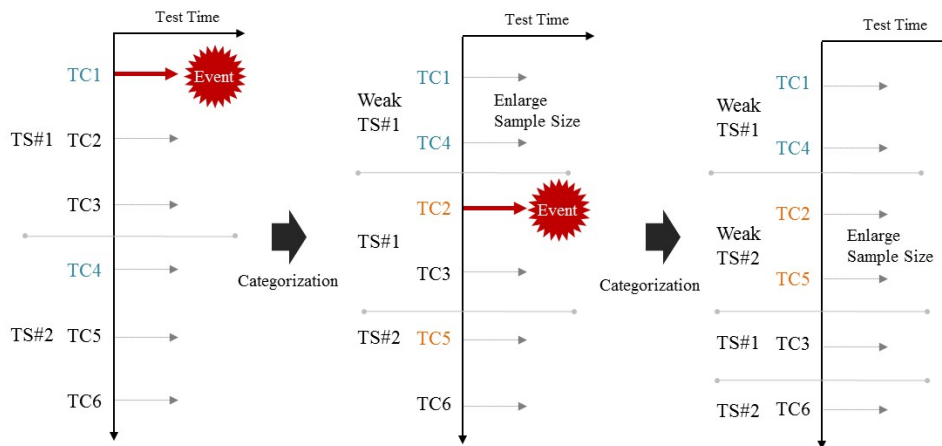 Test Time
TC1
Event
TS#1 TC2
TC3
TC4
TS#2 TC5
TC6
Categorization
Test Time
TC1
Weak
TS#1
Enlarge
Sample Size
TC4
TC2
Event
TS#1
TC3
TS#2 TC5
TC6
Categorization
Test Time
TC1
Weak
TS#1
TC4
TC2
Weak
TS#2
Enlarge
Sample Size
TC5
TS#1 TC3
TS#2 TC6